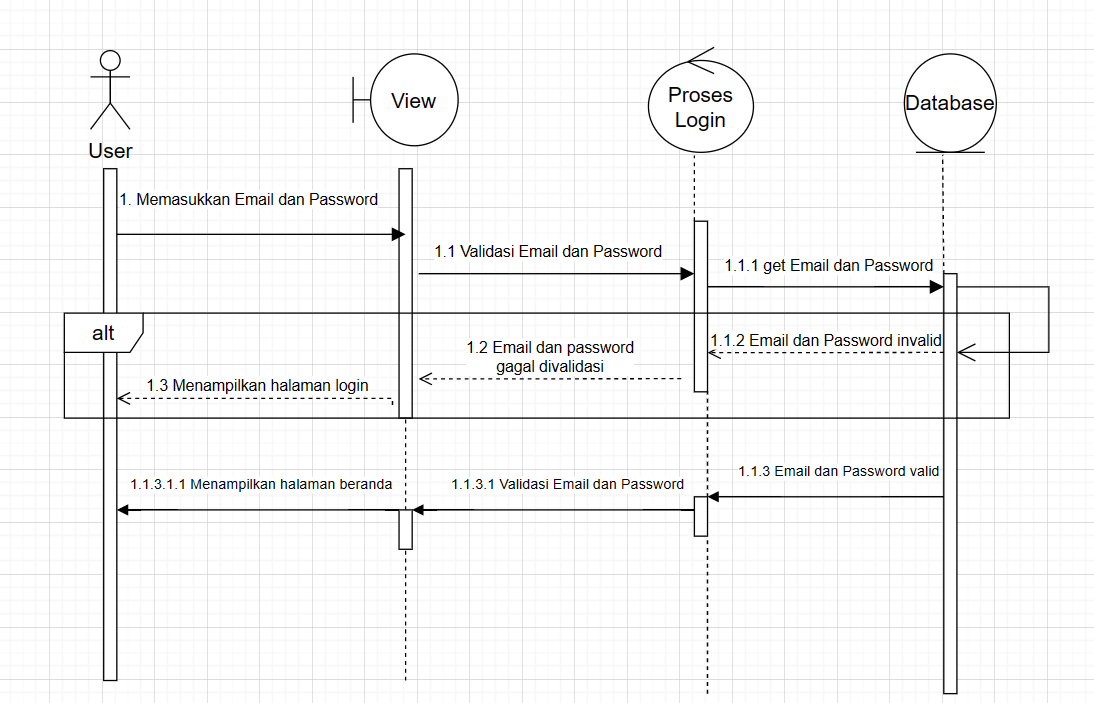 User
View
Proses
Login
Database
1. Memasukkan Email dan Password
1.1 Validasi Email dan Password
1.1.1 get Email dan Password
alt
1.1.2 Email dan Password invalid
1.2 Email dan password
gagal divalidasi
1.3 Menampilkan halaman login
1.1.3 Email dan Password valid
1.1.3.1 Validasi Email dan Password
1.1.3.1.1 Menampilkan halaman beranda